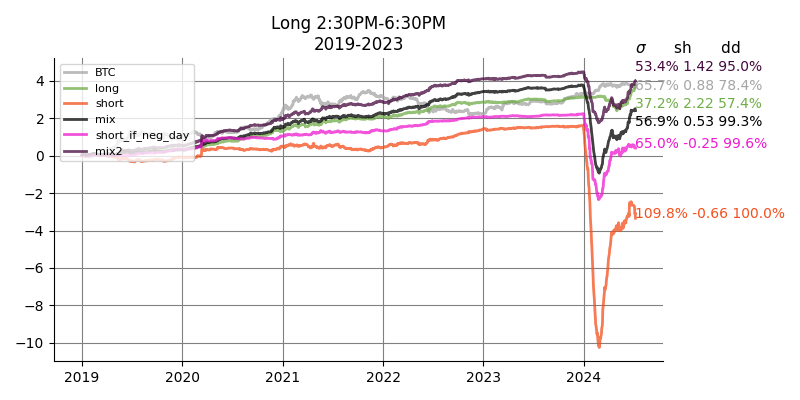 Long 2:30PM-6:30PM
2019-2023
σ sh dd
53.4% 1.42 95.0%
65.7% 0.88 78.4%
37.2% 2.22 57.4%
56.9% 0.53 99.3%
65.0% -0.25 99.6%
109.8% -0.66 100.0%
BTC
long
short
mix
short_if_neg_day
mix2
4
2
0
−2
−4
−6
−8
−10
2019 2020 2021 2022 2023 2024